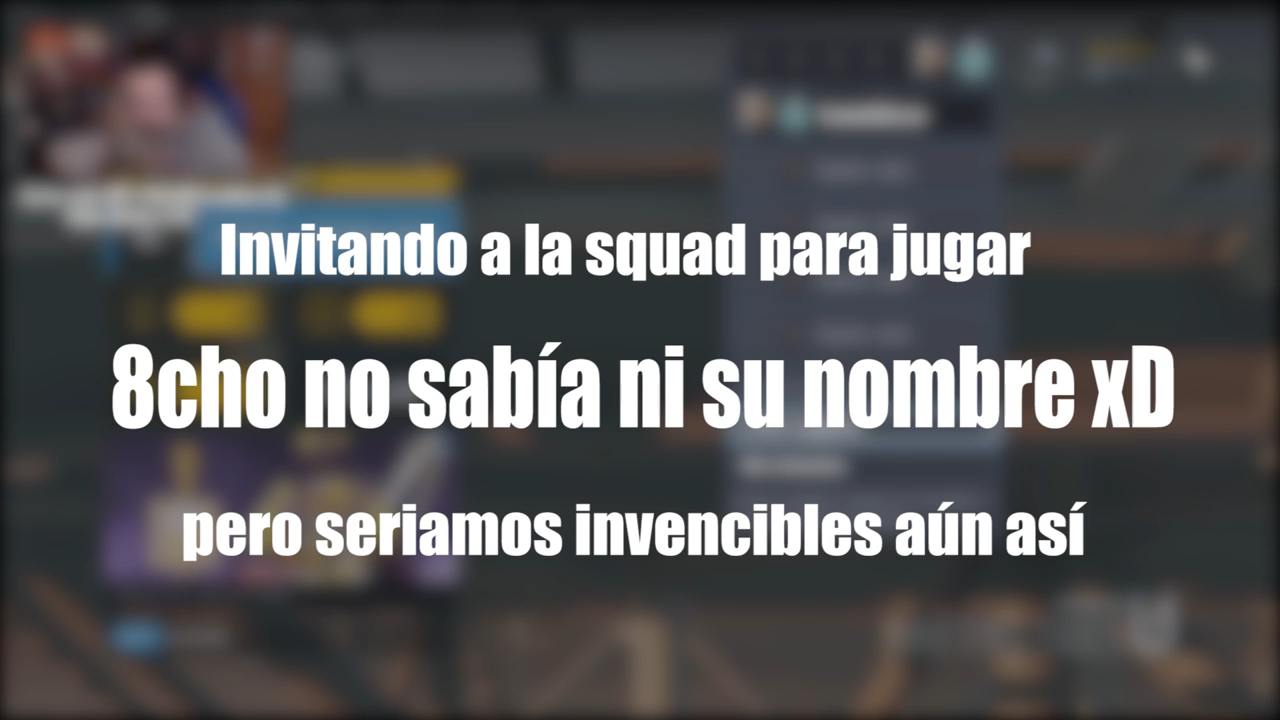 Invitando a la squad para jugar
8cho no sabía ni su nombre xD
pero seriamos invencibles aún así